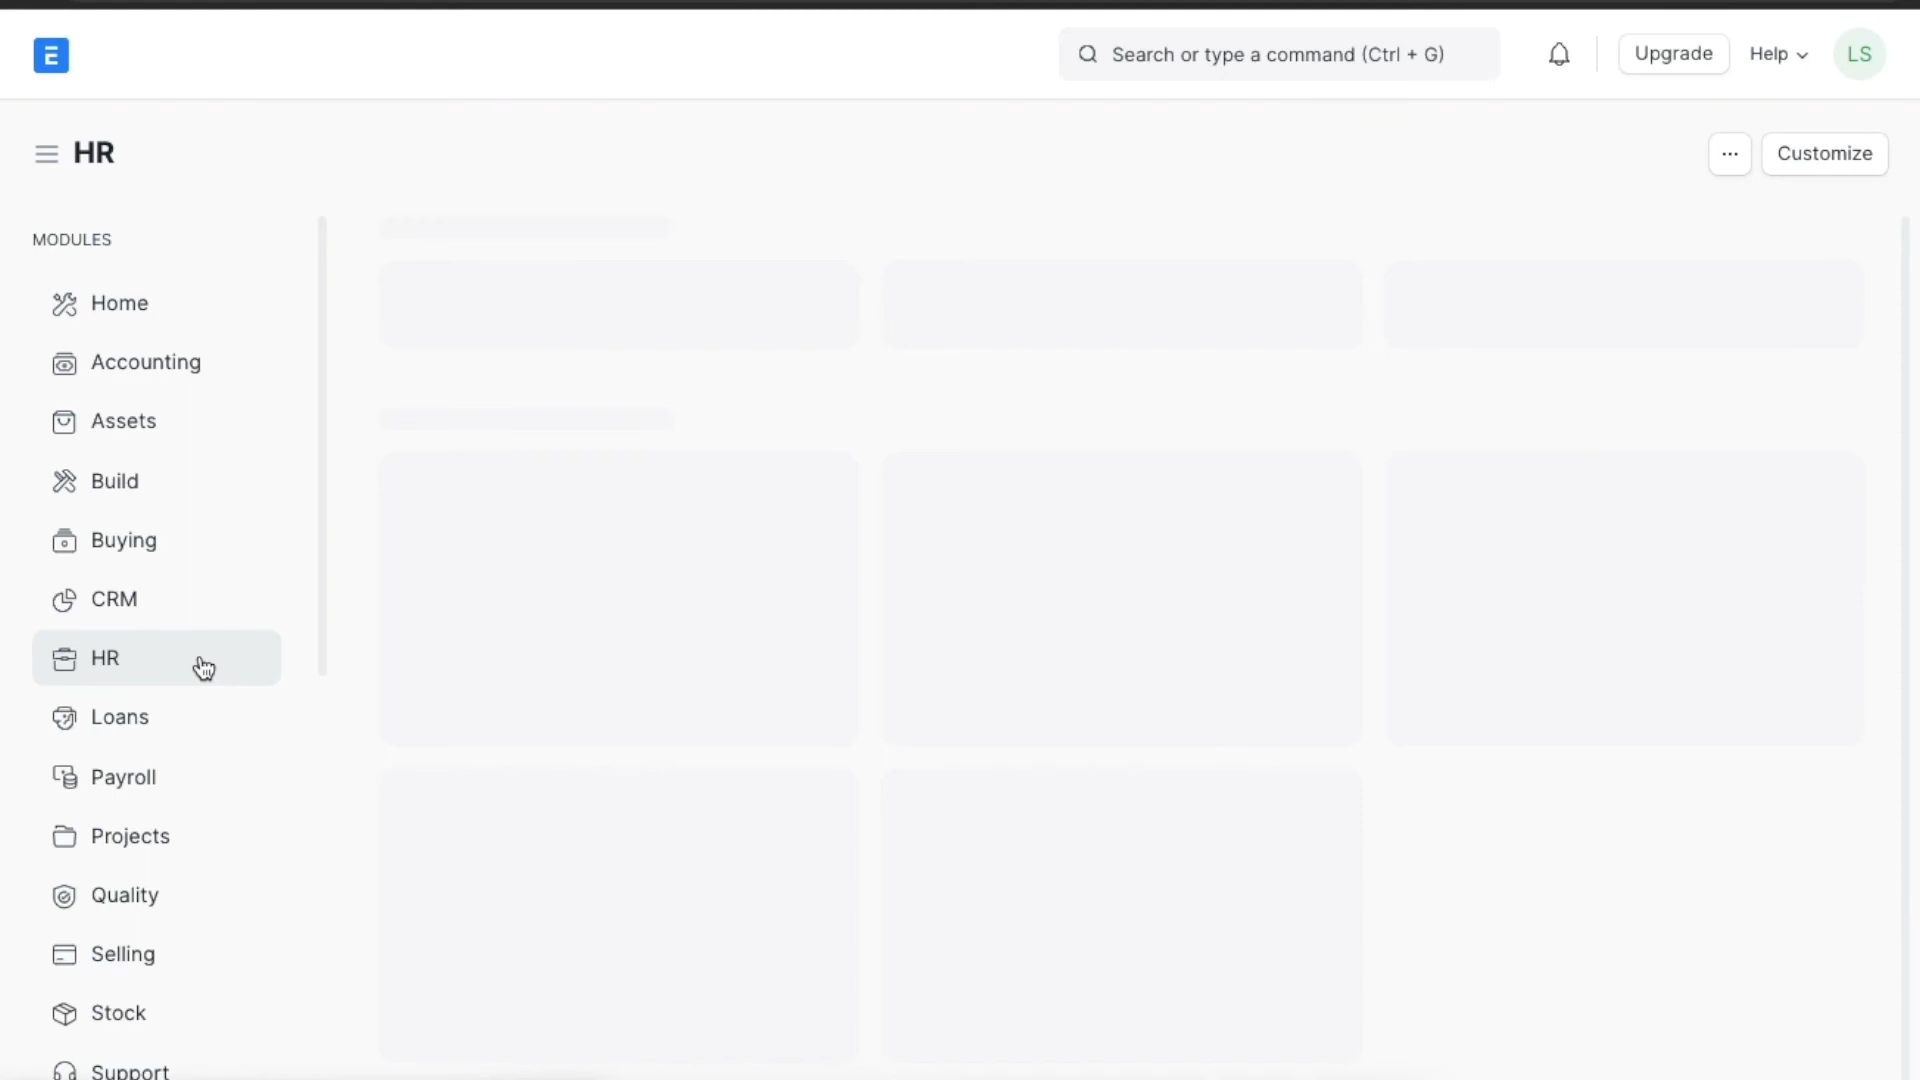 E
Search or type a command (Ctrl + G)
Upgrade
Help
LS
HR
...
Customize
MODULES
Home
Accounting
Assets
Build
Buying
CRM
HR
Loans
Payroll
Projects
Quality
Selling
Stock
Support